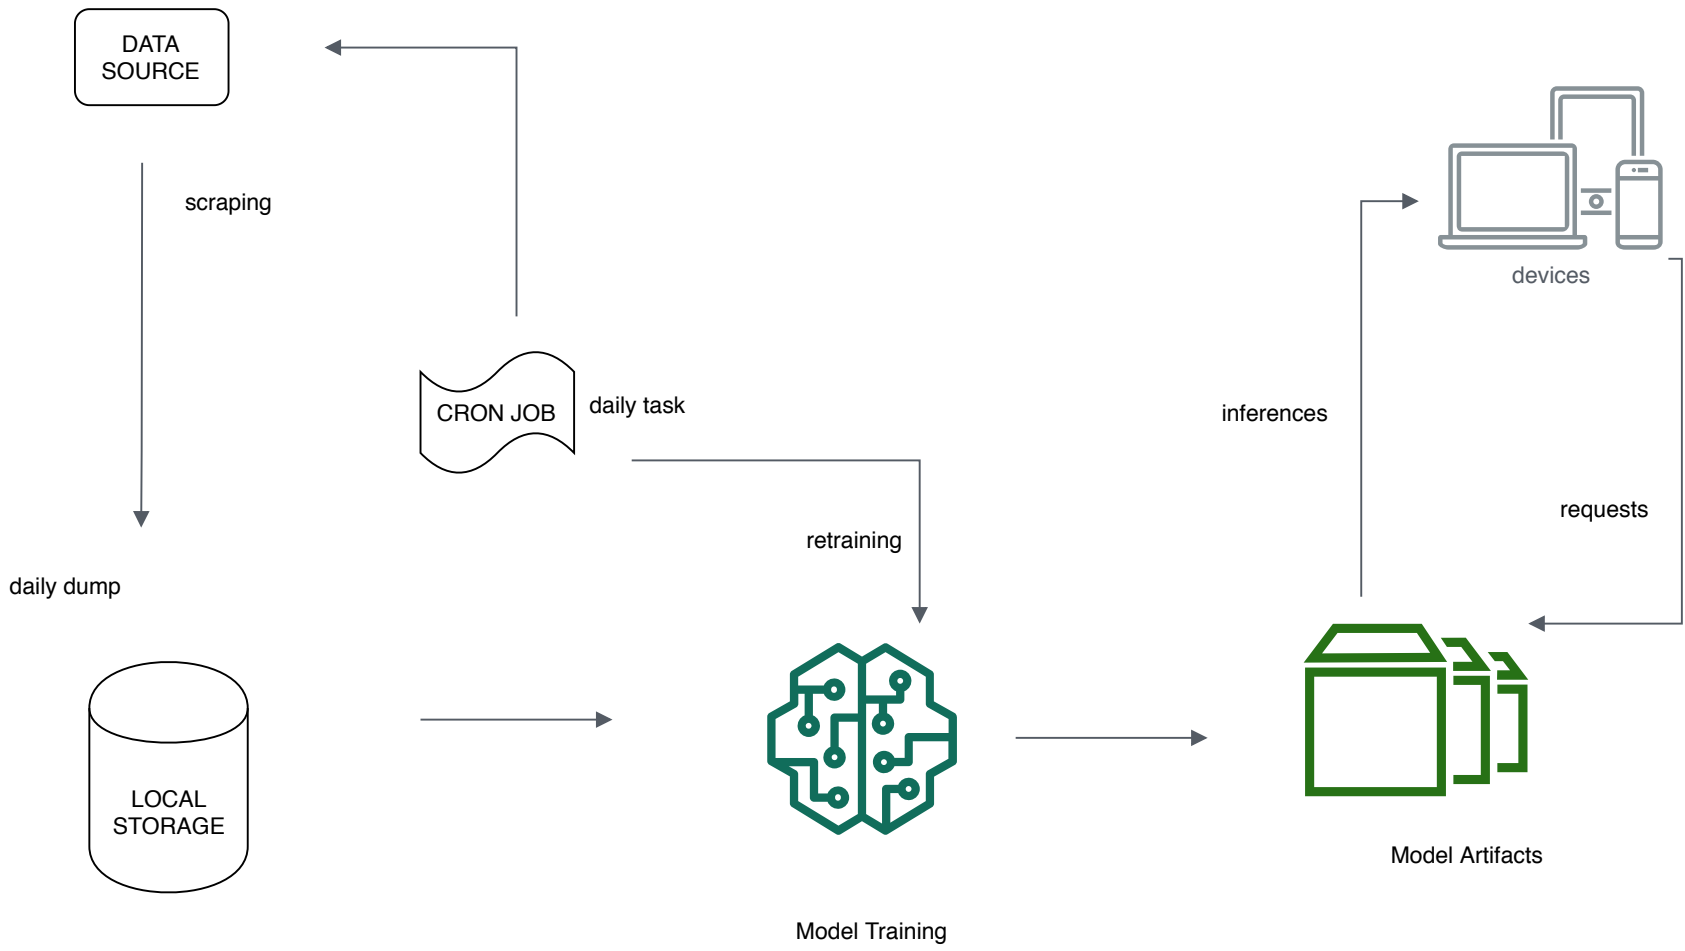 DATA
SOURCE
scraping
devices
CRON JOB
daily task
inferences
requests
retraining
daily dump
LOCAL
STORAGE
Model Artifacts
Model Training